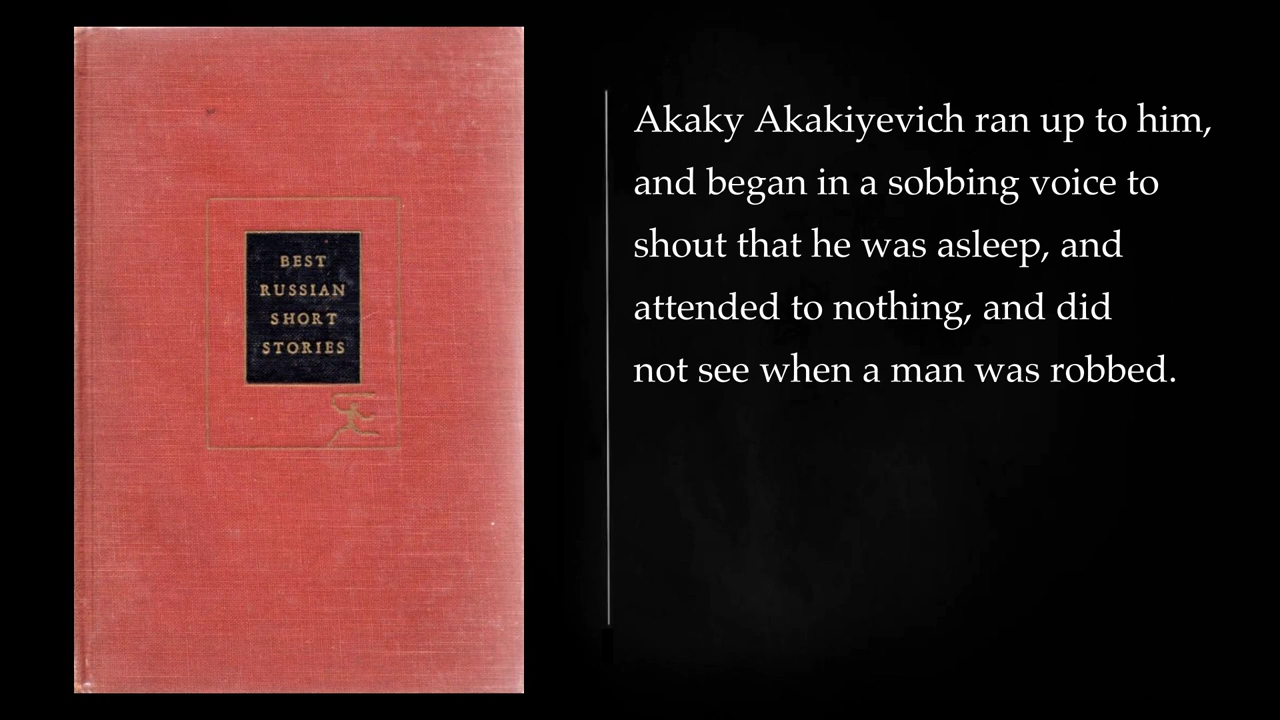 BEST
RUSSIAN
SHORT
STORIES
Akaky Akakiyevich ran up to him,
and began in a sobbing voice to
shout that he was asleep, and
attended to nothing, and did
not see when a man was robbed.